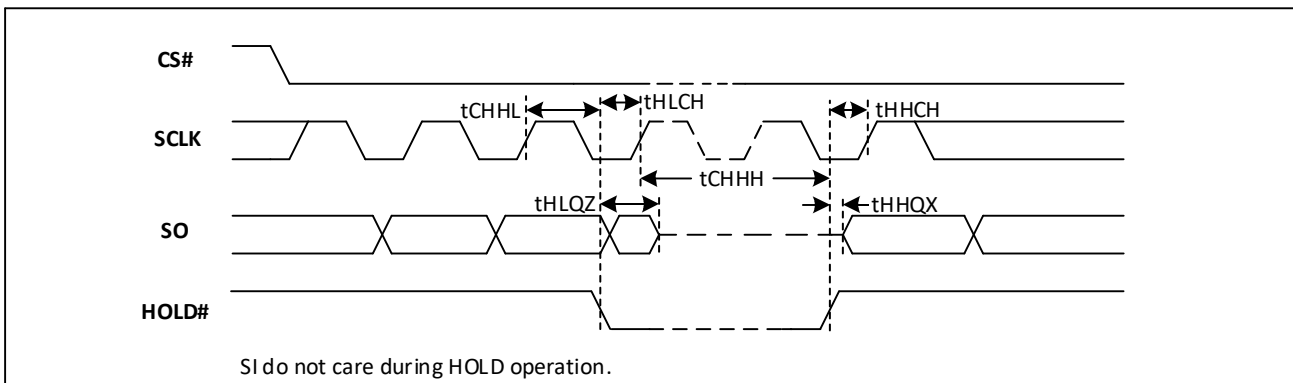 CS#
tCHHL
tHLCH
tHHCH
SCLK
tCHHH
tHLQZ
tHHQX
SO
HOLD#
SI do not care during HOLD operation.